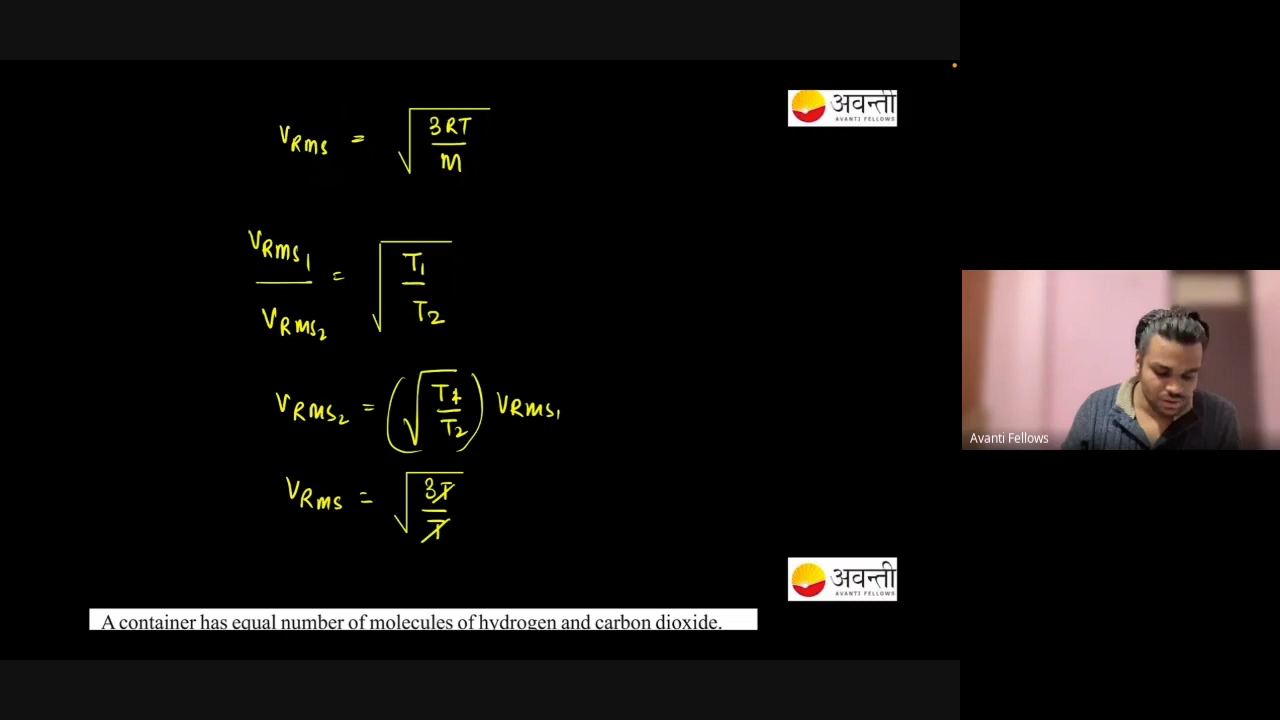 अवन्ती
AVANTI FELLOWS
VRMS = √(3RT/M)
VRMS1/VRMS2 = √(T1/T2)
VRMS2 = (√(T1/T2)) VRMS1
VRMS = √(3T/T)
Avanti Fellows
अवन्ती
AVANTI FELLOWS
A container has equal number of molecules of hydrogen and carbon dioxide.